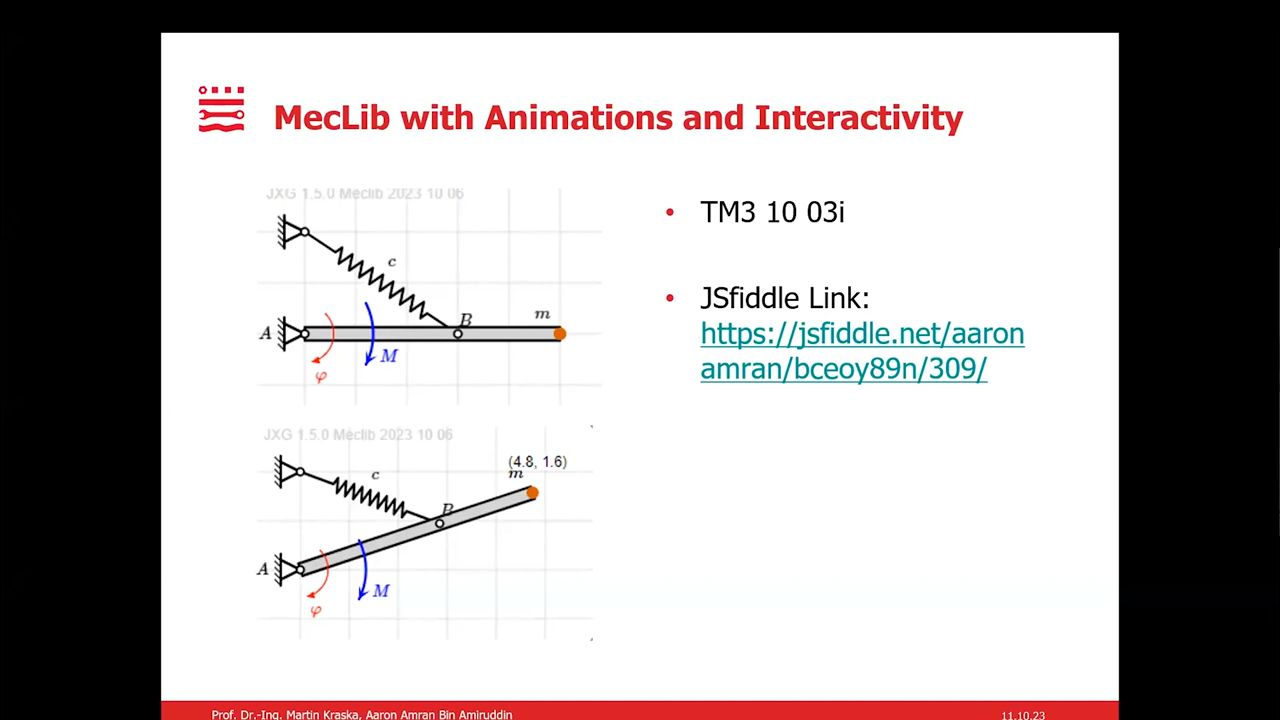 MecLib with Animations and Interactivity
JXG 1.5.0 Meclib 2023 10 06
c
A
B
m
M
φ
JXG 1.5.0 Meclib 2023 10 06
(4.8, 1.6)
m
c
B
A
M
φ
• TM3 10 03i
• JSfiddle Link:
https://jsfiddle.net/aaron
amran/bceoy89n/309/
Prof. Dr.-Ing. Martin Kraska, Aaron Amran Bin Amiruddin
11.10.23